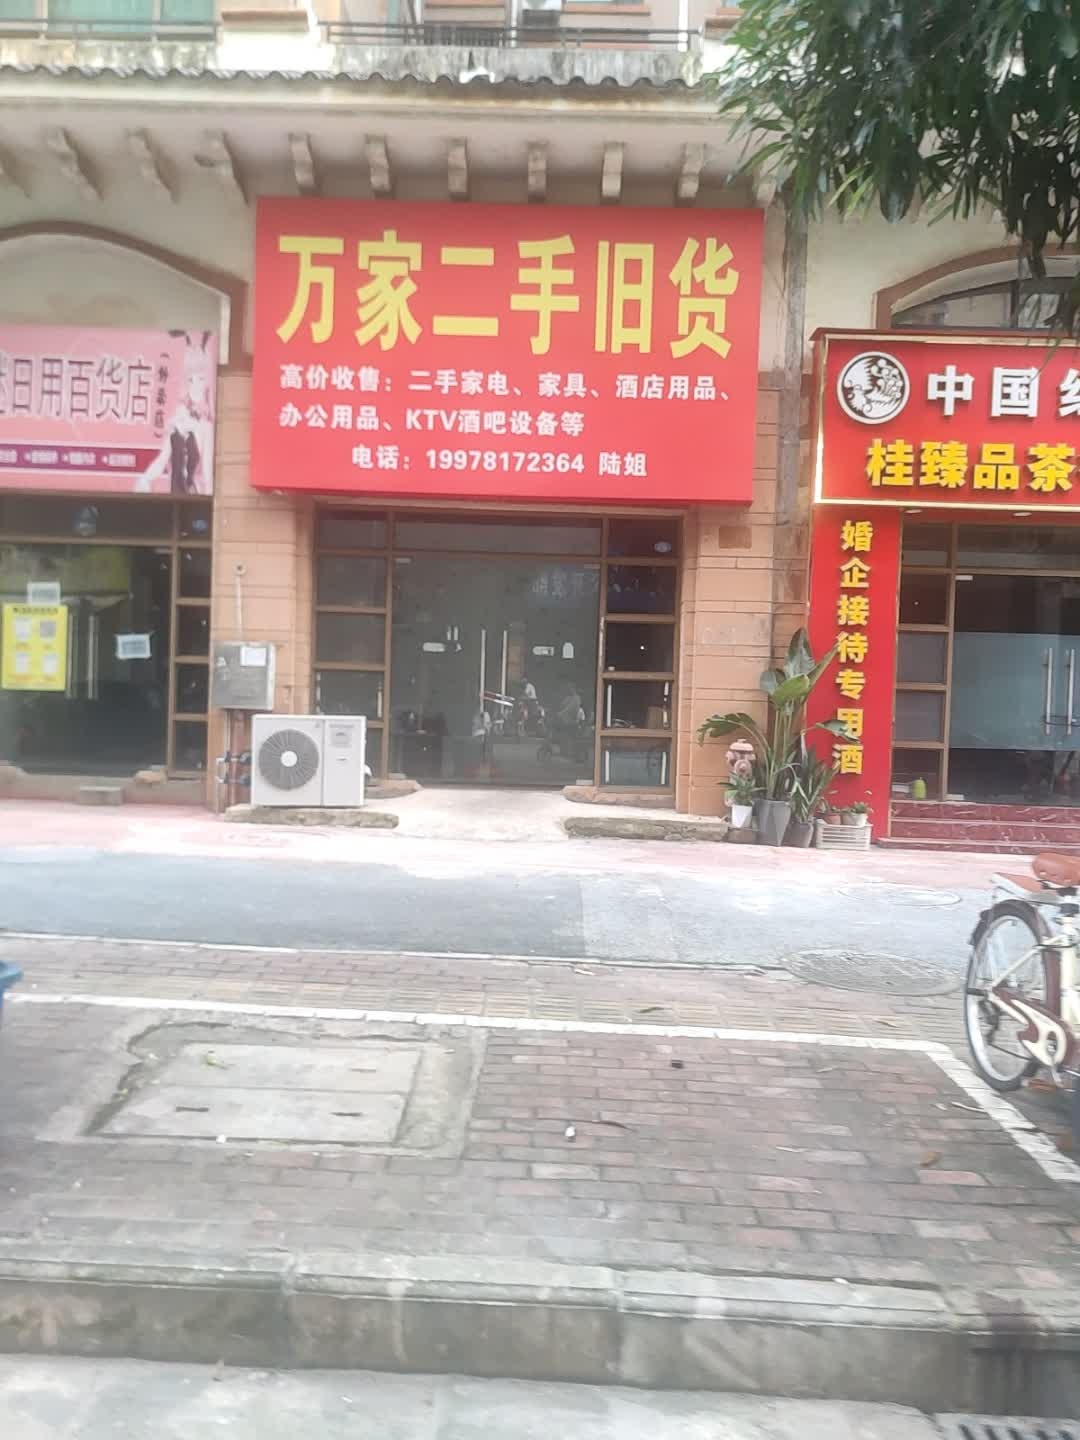 万家二手旧货
高价收售：二手家电、家具、酒店用品、
办公用品、KTV酒吧设备等
电话：19978172364 陆姐
日用百货店
中国红
桂臻品茶
婚企接待专用酒